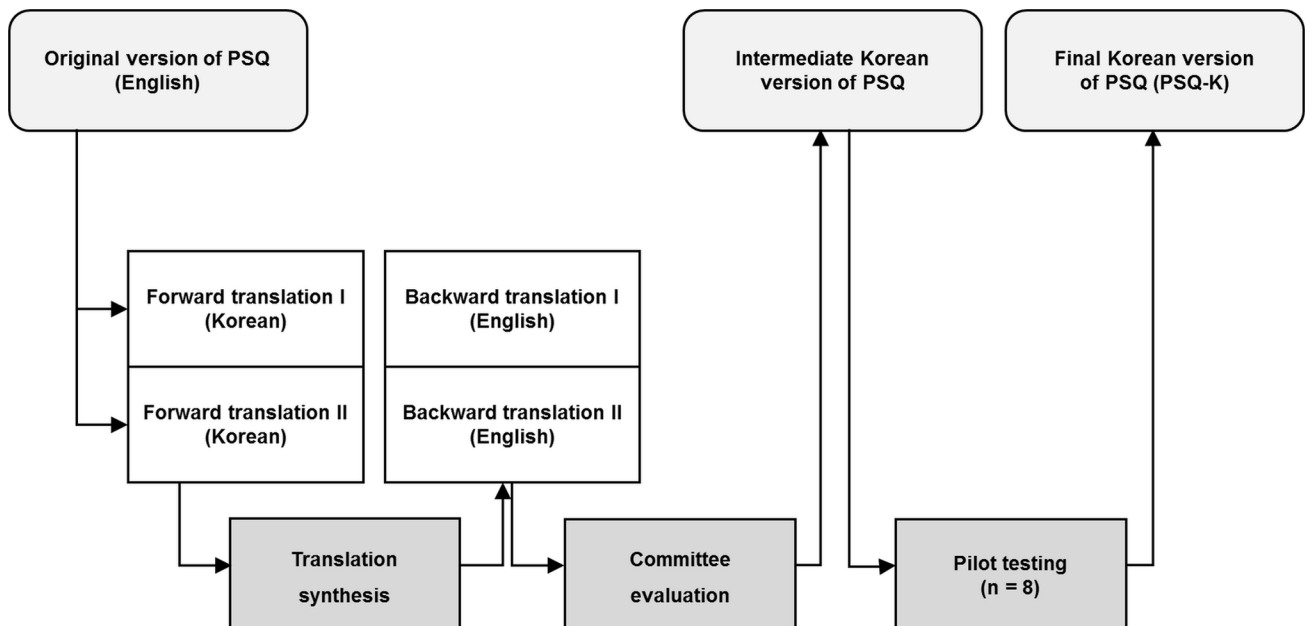 Original version of PSQ
(English)
Intermediate Korean
version of PSQ
Final Korean version
of PSQ (PSQ-K)
Forward translation I
(Korean)
Backward translation I
(English)
Forward translation II
(Korean)
Backward translation II
(English)
Translation
synthesis
Committee
evaluation
Pilot testing
(n = 8)